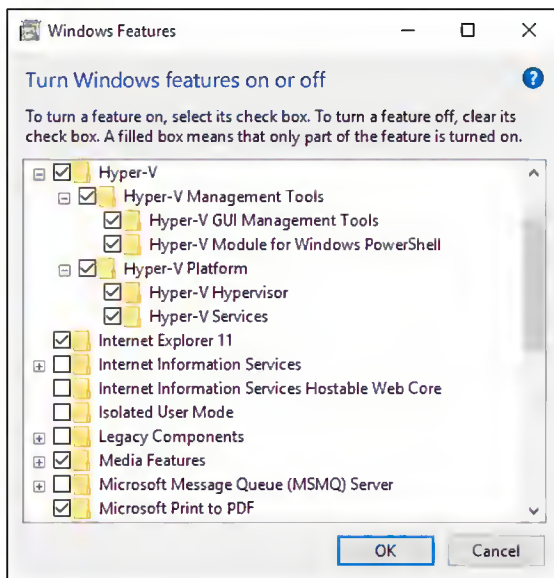 Windows Features
Turn Windows features on or off
To turn a feature on, select its check box. To turn a feature off, clear its
check box. A filled box means that only part of the feature is turned on.
Hyper-V
Hyper-V Management Tools
Hyper-V GUI Management Tools
Hyper-V Module for Windows PowerShell
Hyper-V Platform
Hyper-V Hypervisor
Hyper-V Services
Internet Explorer 11
Internet Information Services
Internet Information Services Hostable Web Core
Isolated User Mode
Legacy Components
Media Features
Microsoft Message Queue (MSMQ) Server
Microsoft Print to PDF
OK Cancel